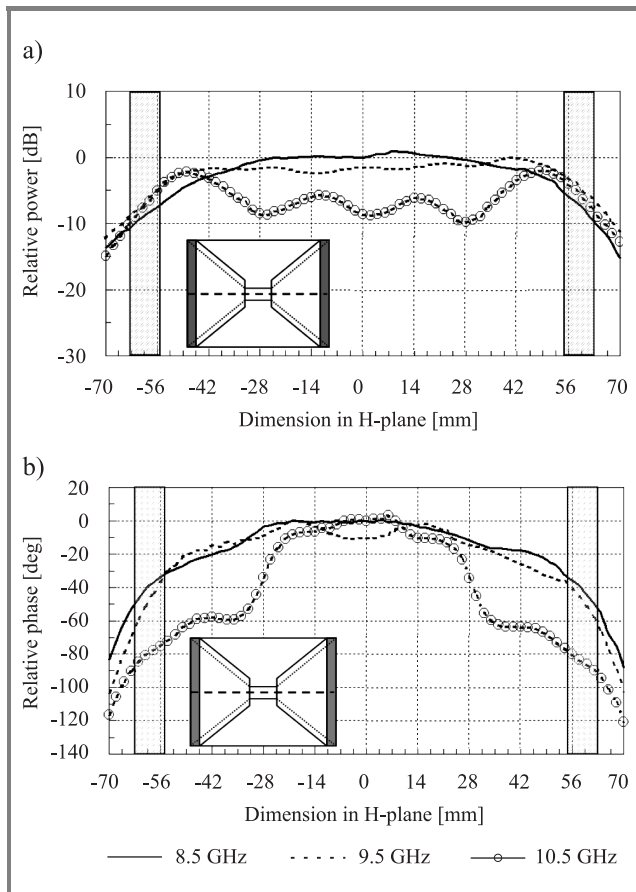 a)
10
0
-10
-20
-30
Relative power [dB]
-70 -56 -42 -28 -14 0 14 28 42 56 70
Dimension in H-plane [mm]
b)
20
0
-20
-40
-60
-80
-100
-120
-140
Relative phase [deg]
-70 -56 -42 -28 -14 0 14 28 42 56 70
Dimension in H-plane [mm]
8.5 GHz 9.5 GHz 10.5 GHz